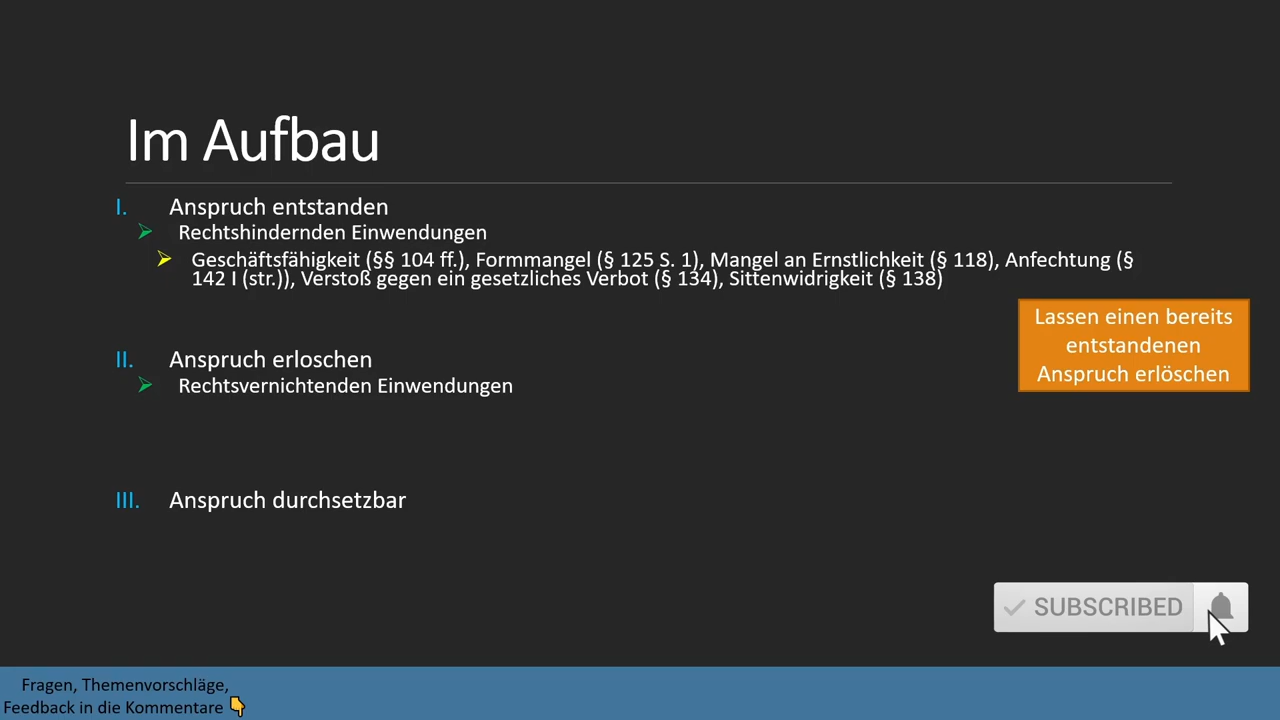 Im Aufbau
I. Anspruch entstanden
Rechtshindernden Einwendungen
Geschäftsfähigkeit (§§ 104 ff.), Formmangel (§ 125 S. 1), Mangel an Ernstlichkeit (§ 118), Anfechtung (§
142 I (str.)), Verstoß gegen ein gesetzliches Verbot (§ 134), Sittenwidrigkeit (§ 138)
Lassen einen bereits
entstandenen
Anspruch erlöschen
II. Anspruch erloschen
Rechtsvernichtenden Einwendungen
III. Anspruch durchsetzbar
SUBSCRIBED
Fragen, Themenvorschläge,
Feedback in die Kommentare